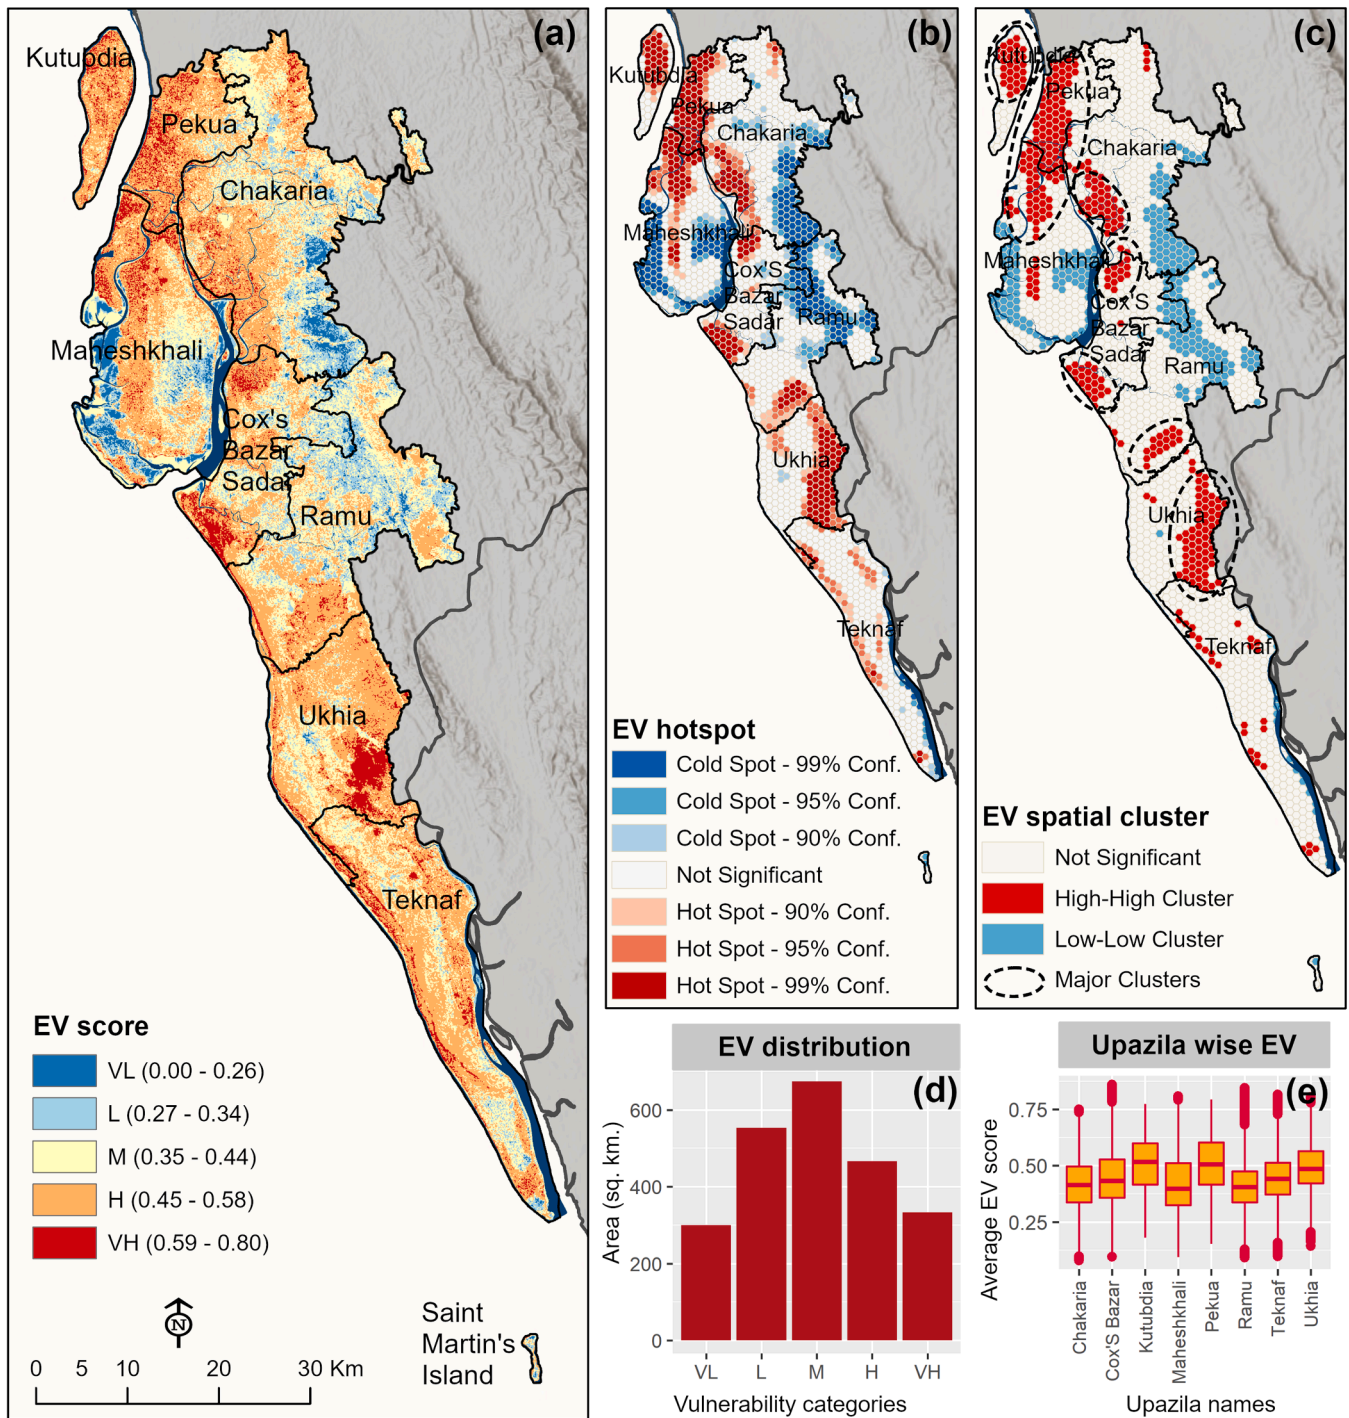 (a)
Kutubdia
Pekua
Chakaria
Maheshkhali
Cox's
Bazar
Sadar
Ramu
Ukhia
Teknaf
EV score
VL (0.00 - 0.26)
L (0.27 - 0.34)
M (0.35 - 0.44)
H (0.45 - 0.58)
VH (0.59 - 0.80)
N
0 5 10 20 30 Km
Saint
Martin's
Island
(b)
Kutubdia
Pekua
Chakaria
Maheshkhali
Cox'S
Bazar
Sadar
Ramu
Ukhia
Teknaf
EV hotspot
Cold Spot - 99% Conf.
Cold Spot - 95% Conf.
Cold Spot - 90% Conf.
Not Significant
Hot Spot - 90% Conf.
Hot Spot - 95% Conf.
Hot Spot - 99% Conf.
(c)
Kutubdia
Pekua
Chakaria
Maheshkhali
Cox'S
Bazar
Sadar
Ramu
Ukhia
Teknaf
EV spatial cluster
Not Significant
High-High Cluster
Low-Low Cluster
Major Clusters
EV distribution
(d)
Area (sq. km.)
600
400
200
0
VL L M H VH
Vulnerability categories
Upazila wise EV
(e)
Average EV score
0.75
0.50
0.25
Chakaria
Cox'S Bazar
Kutubdia
Maheshkhali
Pekua
Ramu
Teknaf
Ukhia
Upazila names